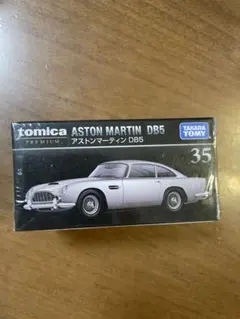 tomica ASTON MARTIN DB5
PREMIUM アストンマーティン DB5
TAKARA TOMY
35